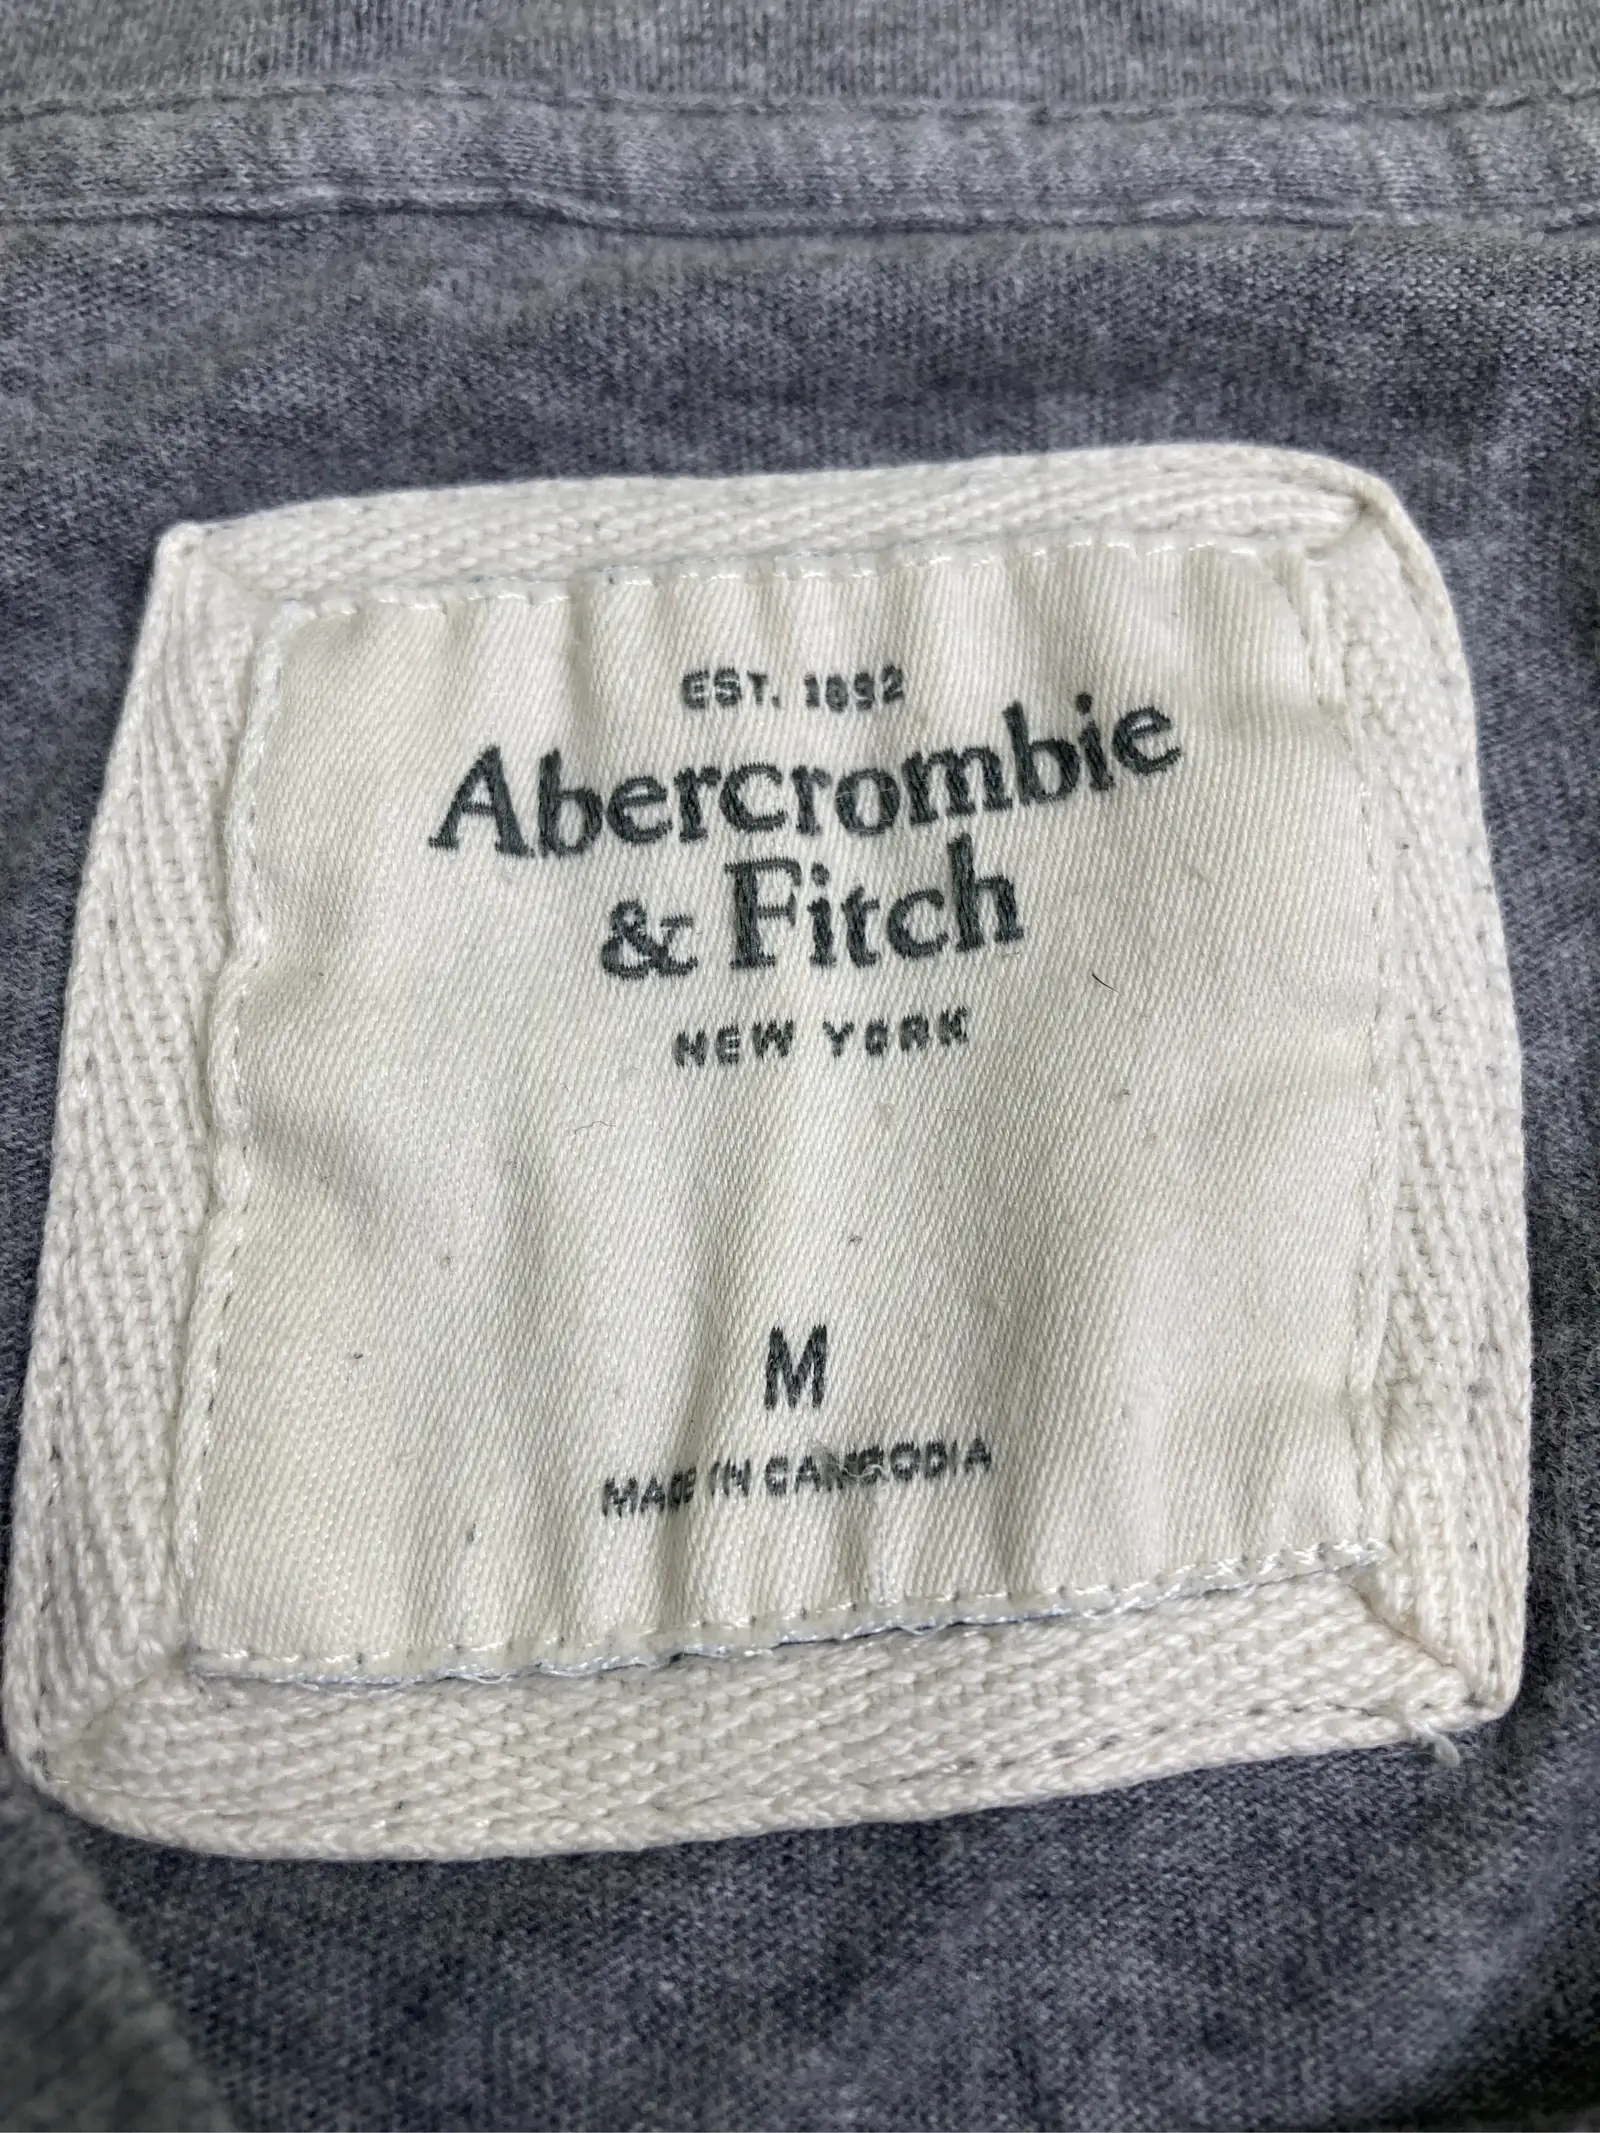 EST. 1892
Abercrombie
& Fitch
NEW YORK
M
MADE IN CAMBODIA